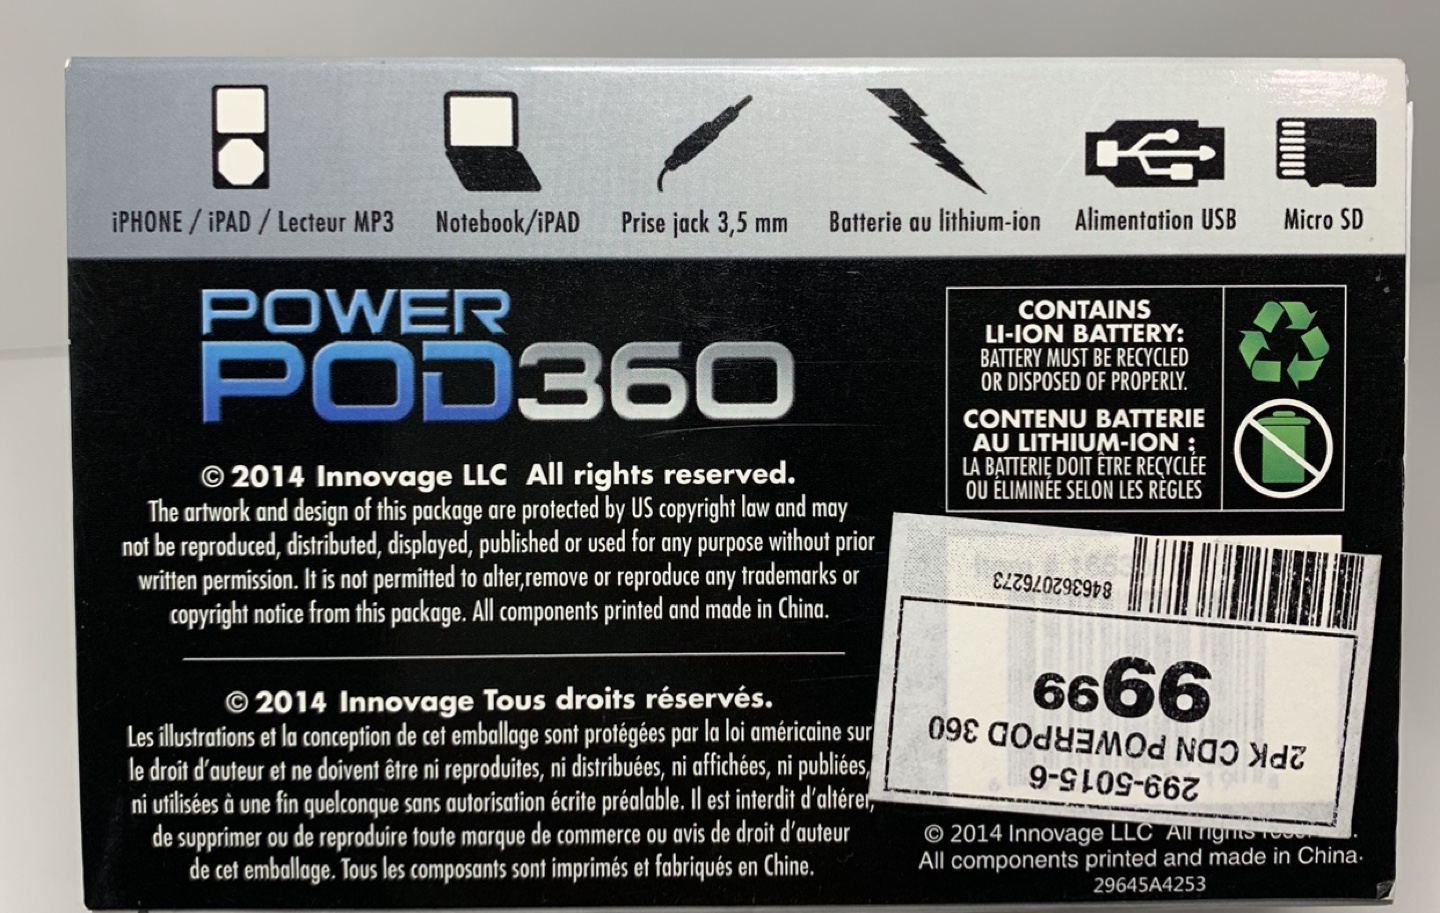 iPHONE / iPAD / Lecteur MP3 Notebook/iPAD Prise jack 3,5 mm Batterie au lithium-ion Alimentation USB Micro SD
POWER
POD360
© 2014 Innovage LLC All rights reserved.
The artwork and design of this package are protected by US copyright law and may
not be reproduced, distributed, displayed, published or used for any purpose without prior
written permission. It is not permitted to alter,remove or reproduce any trademarks or
copyright notice from this package. All components printed and made in China.
© 2014 Innovage Tous droits réservés.
Les illustrations et la conception de cet emballage sont protégées par la loi américaine sur
le droit d'auteur et ne doivent être ni reproduites, ni distribuées, ni affichées, ni publiées,
ni utilisées à une fin quelconque sans autorisation écrite préalable. Il est interdit d'altérer,
de supprimer ou de reproduire toute marque de commerce ou avis de droit d'auteur
de cet emballage. Tous les composants sont imprimés et fabriqués en Chine.
CONTAINS
LI-ION BATTERY:
BATTERY MUST BE RECYCLED
OR DISPOSED OF PROPERLY.
CONTENU BATTERIE
AU LITHIUM-ION :
LA BATTERIE DOIT ÊTRE RECYCLÉE
OU ÉLIMINÉE SELON LES RÈGLES
299-5015-6
2PK CDN POWERPOD 360
9999
846362076273
© 2014 Innovage LLC All rights
All components printed and made in China.
29645A4253